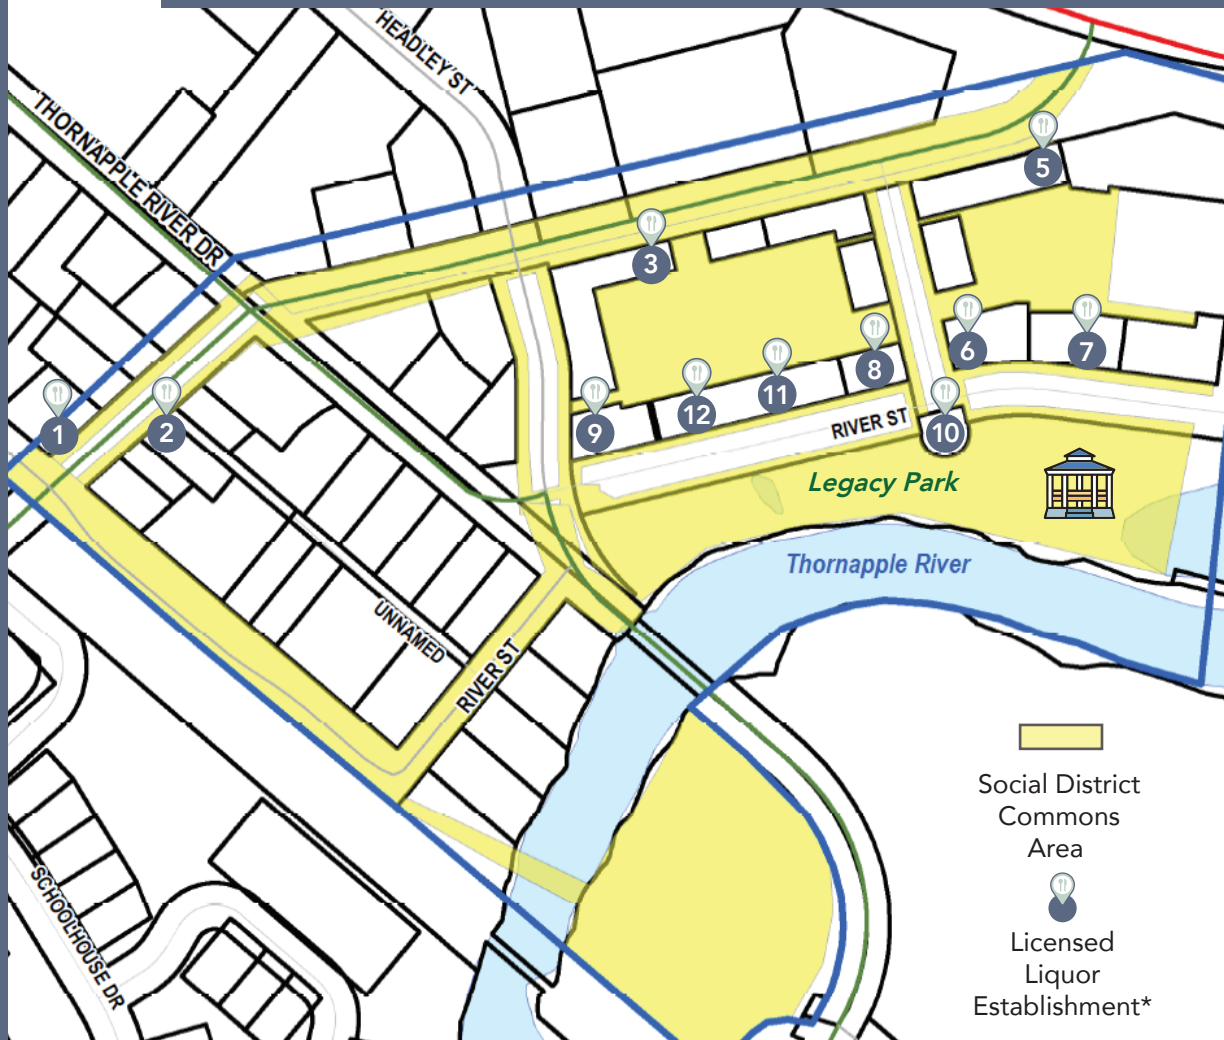 HEADLEY ST
THORNAPPLE RIVER DR
5
3
6
7
8
11
12
1
2
9
10
RIVER ST
Legacy Park
Thornapple River
UNNAMED
RIVER ST
Social District
Commons
Area
SCHOOLHOUSE DR
Licensed
Liquor
Establishment*